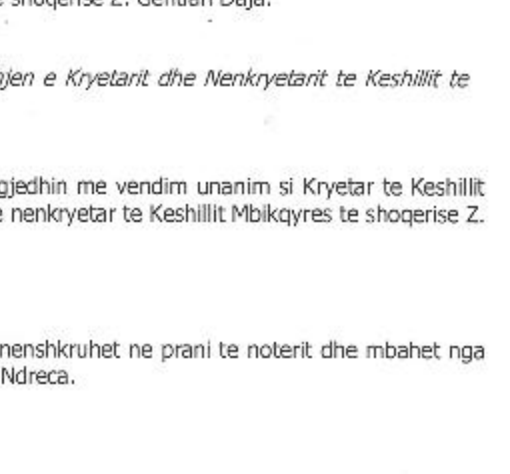 shoqerise Z. Gentian Daja.
jen e Kryetarit dhe Nenkryetarit te Keshillit te
gjedhin me vendim unanim si Kryetar te Keshillit
nenkryetar te Keshillit Mbikqyres te shoqerise Z.
nenshkruhet ne prani te noterit dhe mbahet nga
Ndreca.